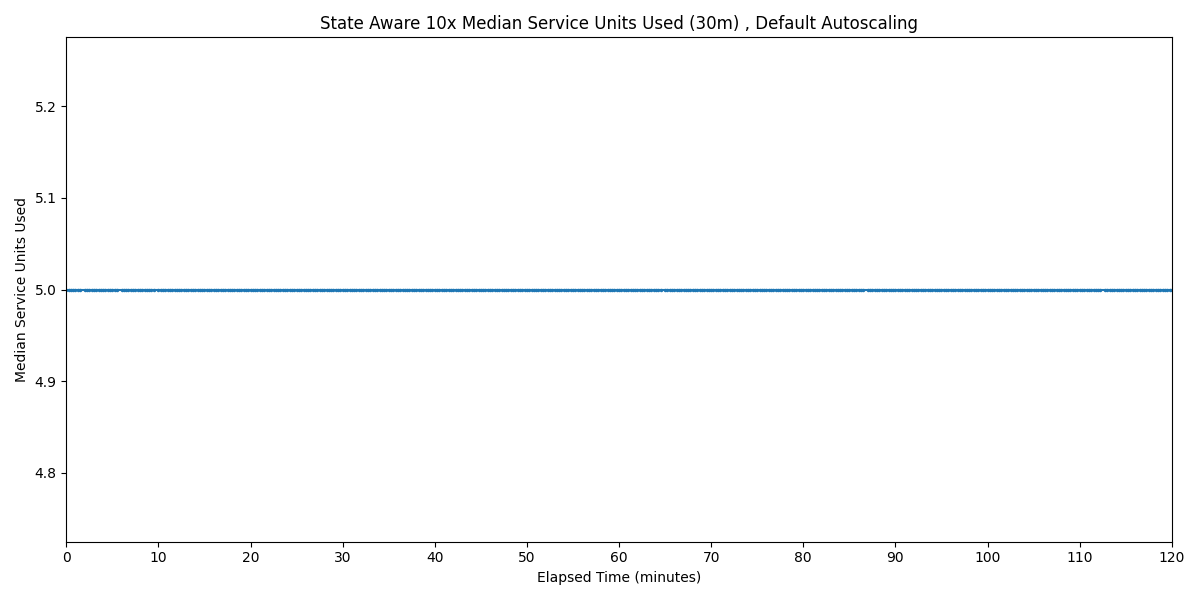 State Aware 10x Median Service Units Used (30m) , Default Autoscaling
5.2
5.1
5.0
4.9
4.8
Median Service Units Used
0 10 20 30 40 50 60 70 80 90 100 110 120
Elapsed Time (minutes)